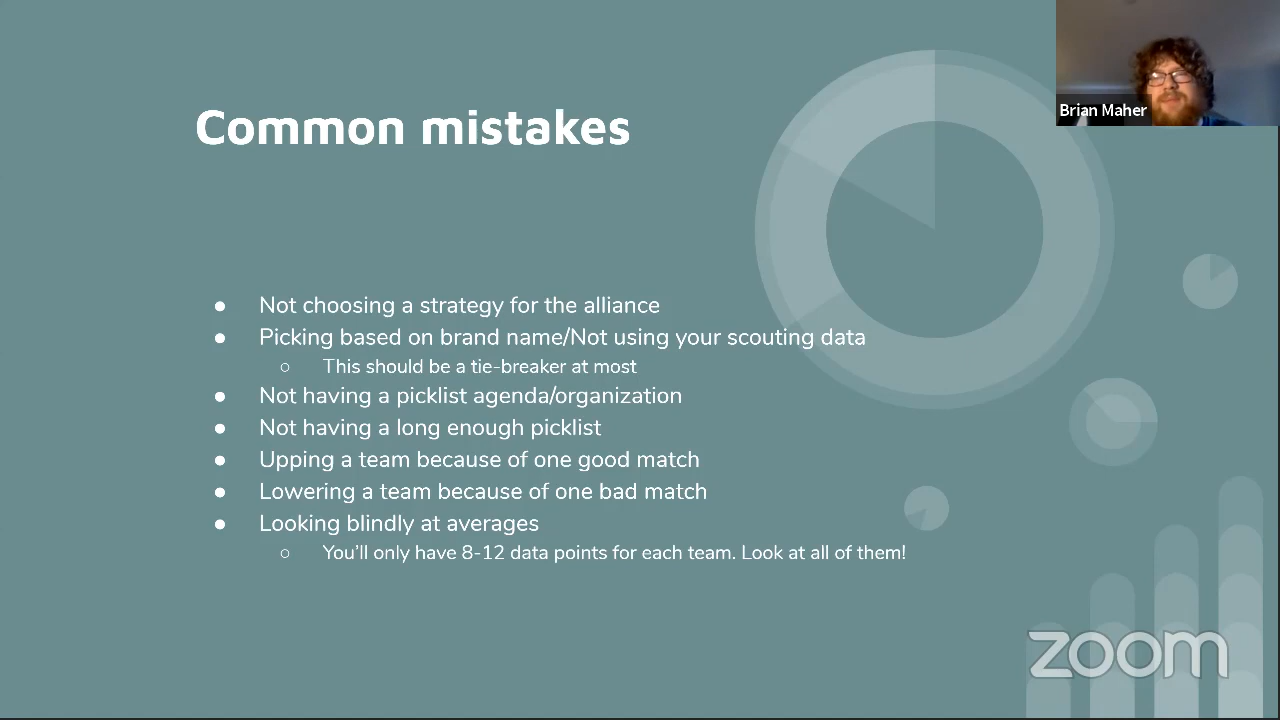 Common mistakes
Brian Maher
● Not choosing a strategy for the alliance
● Picking based on brand name/Not using your scouting data
○ This should be a tie-breaker at most
● Not having a picklist agenda/organization
● Not having a long enough picklist
● Upping a team because of one good match
● Lowering a team because of one bad match
● Looking blindly at averages
○ You'll only have 8-12 data points for each team. Look at all of them!
zoom